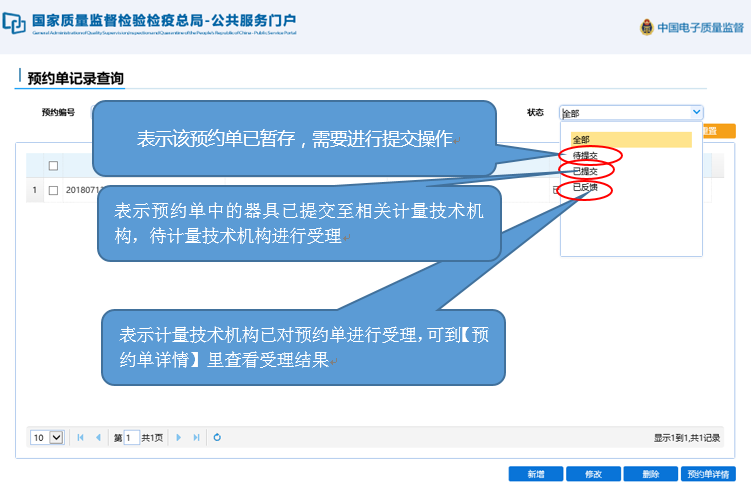 国家质量监督检验检疫总局-公共服务门户
General Administration of Quality Supervision,Inspection and Quarantine of the People's Republic of China - Public Service Portal
中国电子质量监督
预约单记录查询
预约编号
状态
全部
重置
全部
待提交
已提交
已反馈
表示该预约单已暂存，需要进行提交操作
1
表示预约单中的器具已提交至相关计量技术机
构，待计量技术机构进行受理
表示计量技术机构已对预约单进行受理，可到【预
约单详情】里查看受理结果
10 第 1 共1页 显示1到1,共1记录
新增 修改 删除 预约单详情